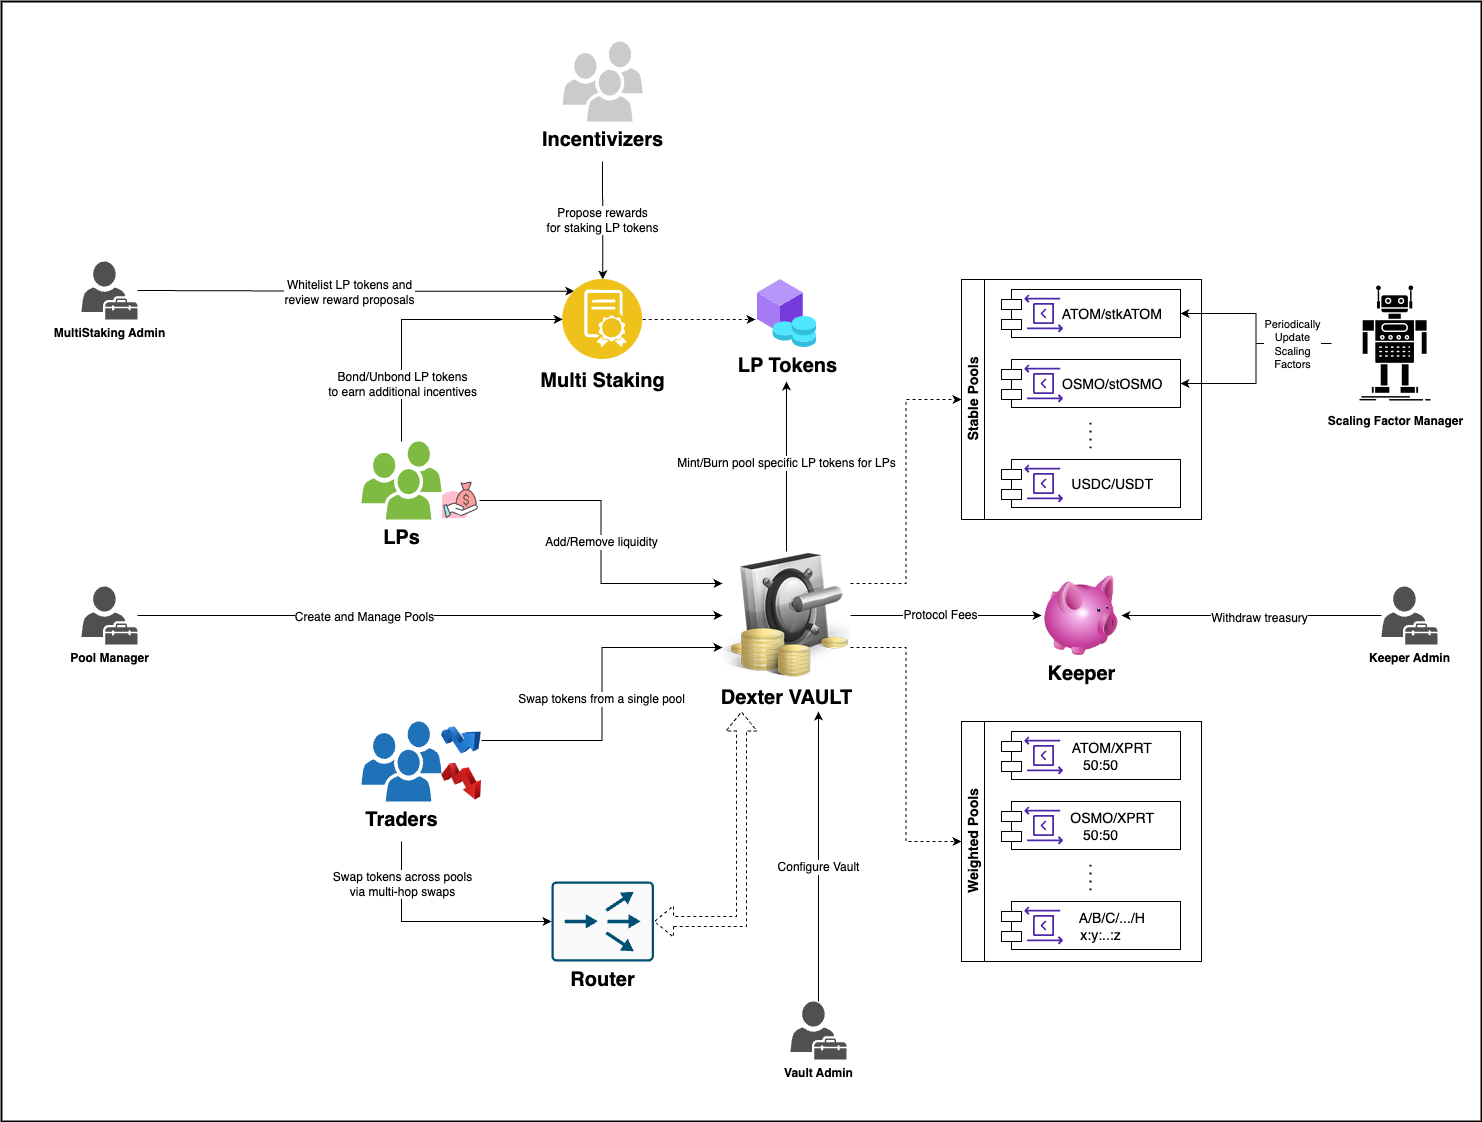 Incentivizers
Propose rewards
for staking LP tokens
Whitelist LP tokens and
review reward proposals
MultiStaking Admin
Multi Staking
LP Tokens
Bond/Unbond LP tokens
to earn additional incentives
LPs
Add/Remove liquidity
Mint/Burn pool specific LP tokens for LPs
Stable Pools
ATOM/stkATOM
OSMO/stOSMO
USDC/USDT
Periodically
Update
Scaling
Factors
Scaling Factor Manager
Pool Manager
Create and Manage Pools
Dexter VAULT
Protocol Fees
Keeper
Withdraw treasury
Keeper Admin
Swap tokens from a single pool
Traders
Swap tokens across pools
via multi-hop swaps
Router
Configure Vault
Vault Admin
Weighted Pools
ATOM/XPRT
50:50
OSMO/XPRT
50:50
A/B/C/.../H
x:y:..:z
$